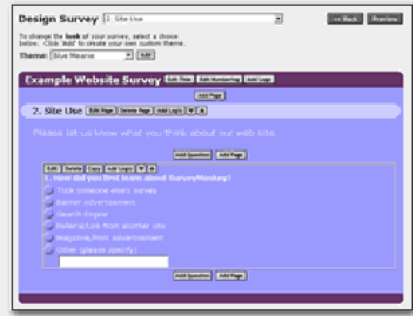 Design Survey 2. Site Use << Back Preview
To change the look of your survey, select a choice
below. Click 'Add' to create your own custom theme.
Theme: Blue Meanie Add
Example Website Survey Edit Title Edit Numbering Add Logo
Add Page
2. Site Use Edit Page Delete Page Add Logic
Please let us know what you think about our web site.
Add Question Add Page
Edit Delete Copy Add Logic
1. How did you first learn about SurveyMonkey?
Took someone else's survey
Banner Advertisement
Search Engine
Referral/Link from another site
Magazine/Print advertisement
Other (please specify)
Add Question Add Page